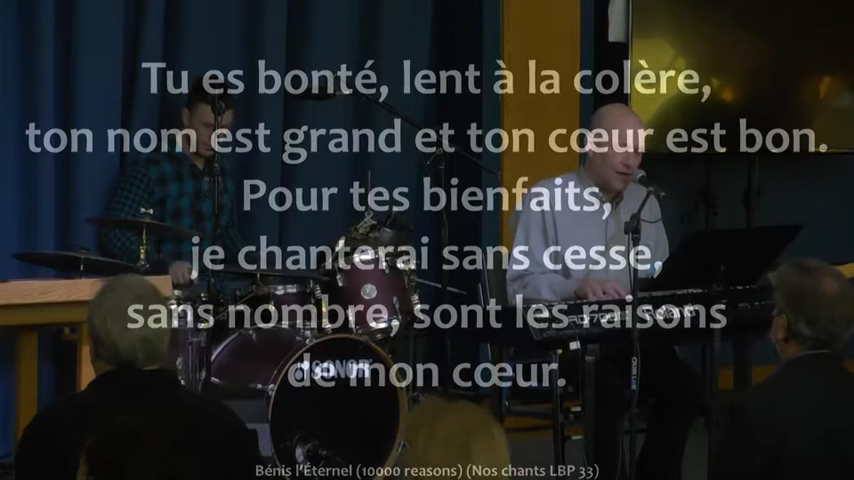 Tu es bonté, lent à la colère,
ton nom est grand et ton cœur est bon.
Pour tes bienfaits,
je chanterai sans cesse,
sans nombre, sont les raisons
de mon cœur.
SONOR
Roland
Bénis l'Éternel (10000 reasons) (Nos chants LBP 33)